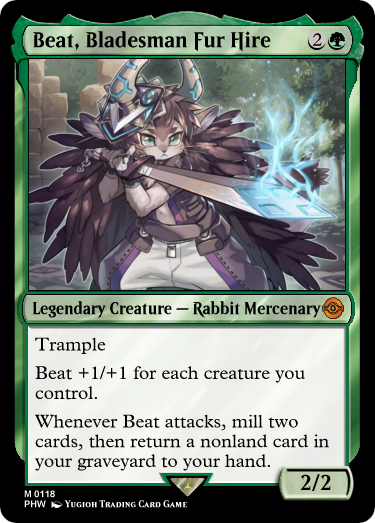 Beat, Bladesman Fur Hire 2
Legendary Creature — Rabbit Mercenary
Trample
Beat +1/+1 for each creature you
control.
Whenever Beat attacks, mill two
cards, then return a nonland card in
your graveyard to your hand.
2/2
M 0118
PHW YUGIOH TRADING CARD GAME